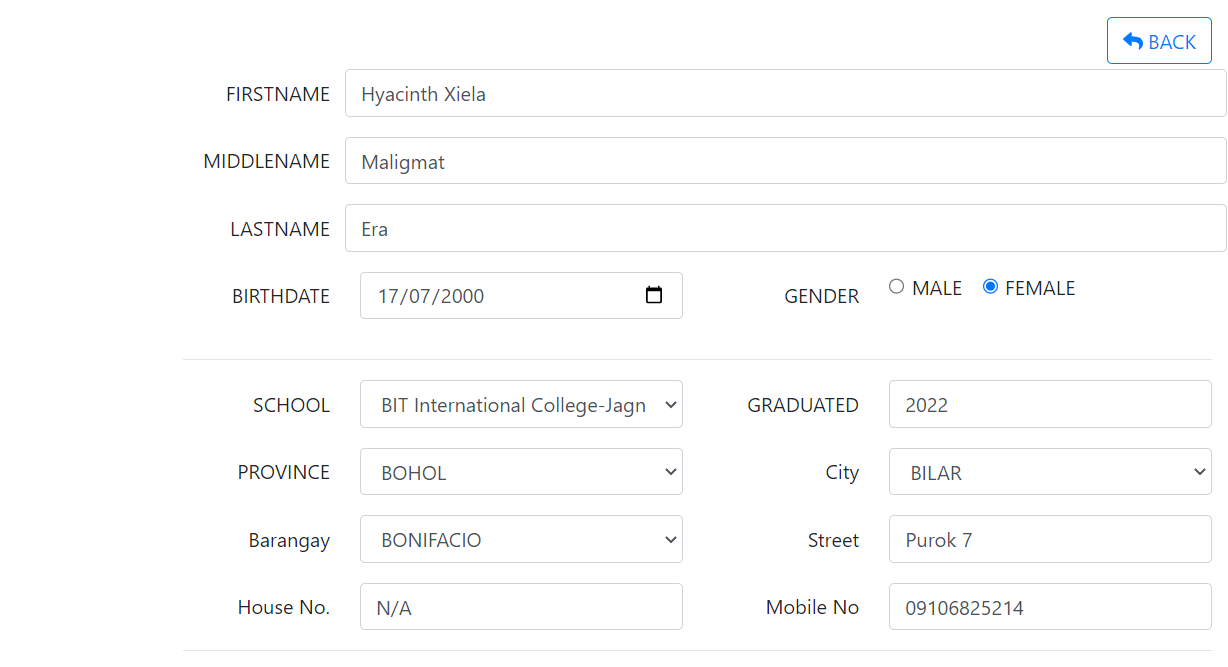 BACK
FIRSTNAME Hyacinth Xiela
MIDDLENAME Maligmat
LASTNAME Era
BIRTHDATE 17/07/2000 GENDER MALE FEMALE
SCHOOL BIT International College-Jagn GRADUATED 2022
PROVINCE BOHOL City BILAR
Barangay BONIFACIO Street Purok 7
House No. N/A Mobile No 09106825214